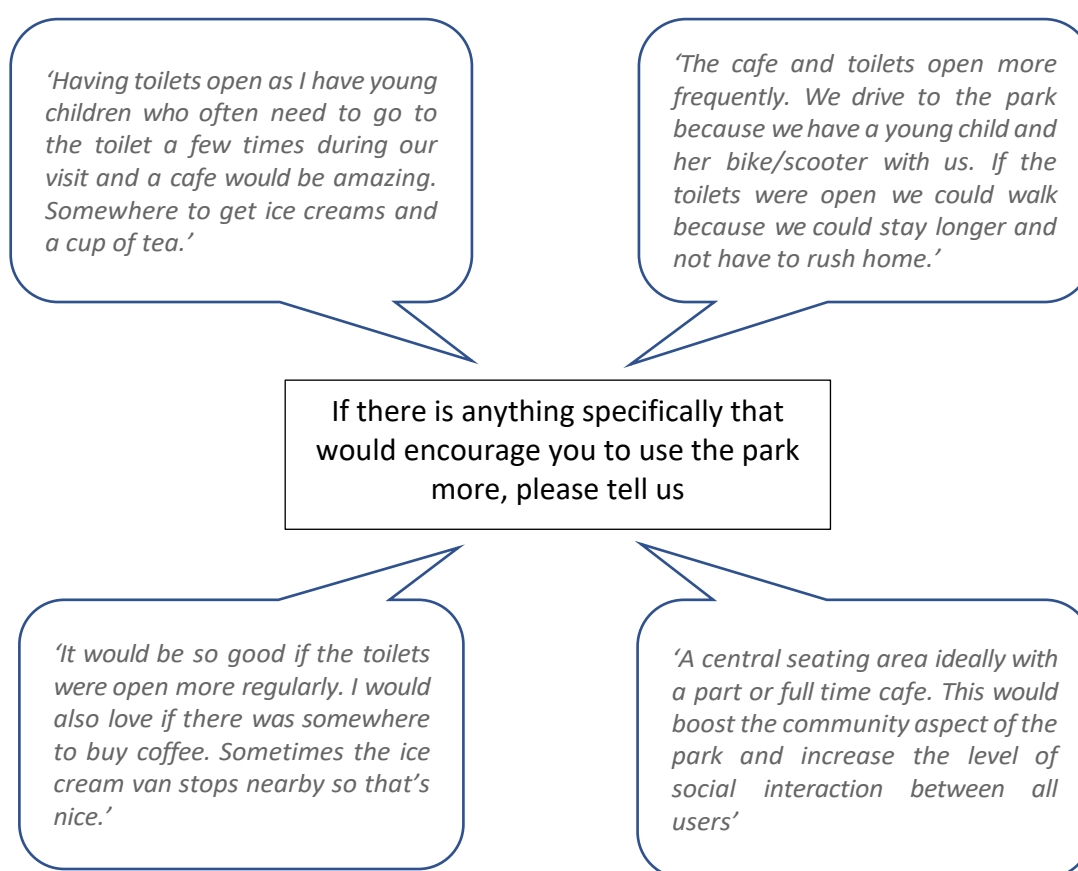 ‘Having toilets open as I have young
children who often need to go to
the toilet a few times during our
visit and a cafe would be amazing.
Somewhere to get ice creams and
a cup of tea.’
‘The cafe and toilets open more
frequently. We drive to the park
because we have a young child and
her bike/scooter with us. If the
toilets were open we could walk
because we could stay longer and
not have to rush home.’
If there is anything specifically that
would encourage you to use the park
more, please tell us
‘It would be so good if the toilets
were open more regularly. I would
also love if there was somewhere
to buy coffee. Sometimes the ice
cream van stops nearby so that’s
nice.’
‘A central seating area ideally with
a part or full time cafe. This would
boost the community aspect of the
park and increase the level of
social interaction between all
users’